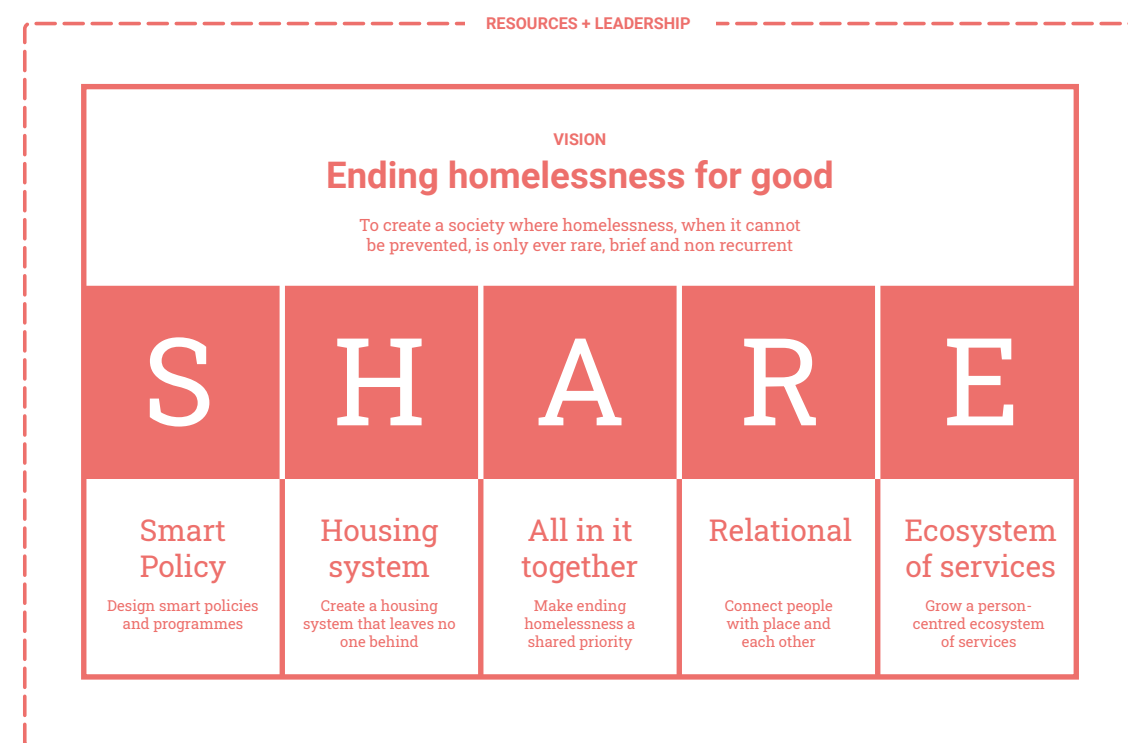 RESOURCES + LEADERSHIP
VISION
Ending homelessness for good
To create a society where homelessness, when it cannot
be prevented, is only ever rare, brief and non recurrent
S
H
A
R
E
Smart
Policy
Design smart policies
and programmes
Housing
system
Create a housing
system that leaves no
one behind
All in it
together
Make ending
homelessness a
shared priority
Relational
Connect people
with place and
each other
Ecosystem
of services
Grow a person-
centred ecosystem
of services